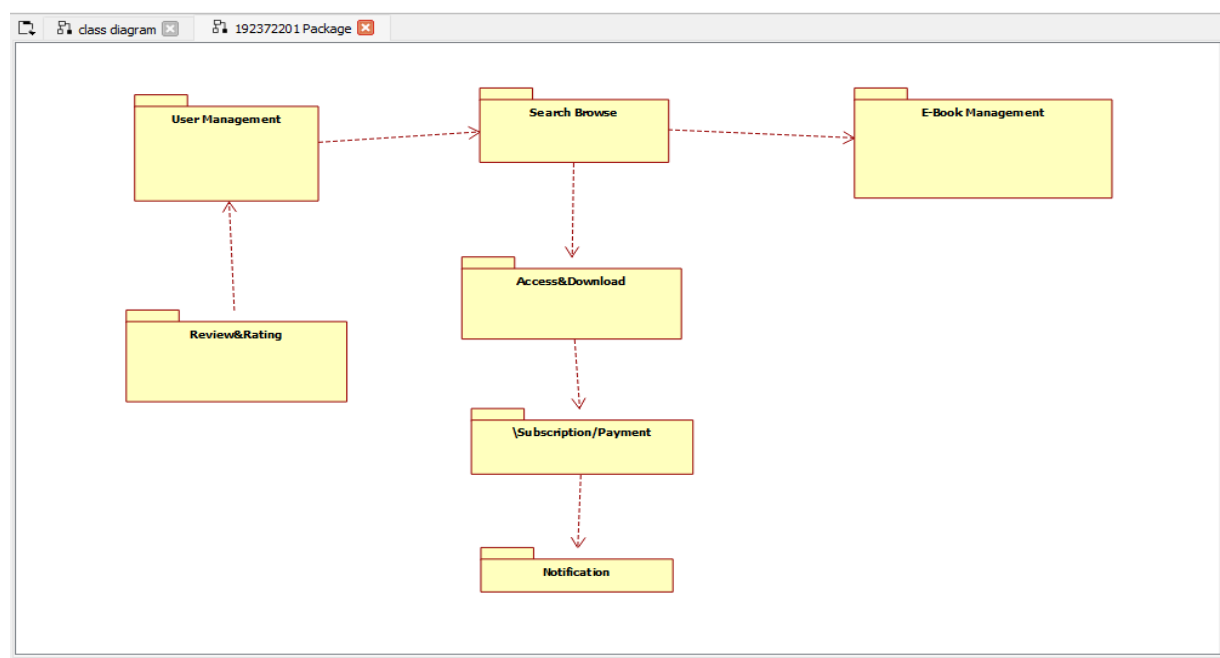 class diagram
192372201 Package
User Management
Search Browse
E-Book Management
Access&Download
Review&Rating
\Subscription/Payment
Notification